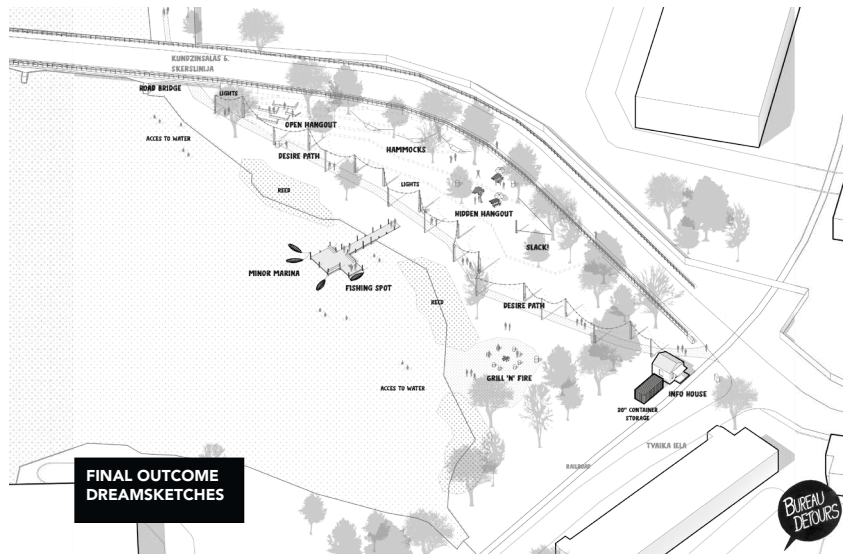 KUNDZINSALAS 6.
SKERSLINIJA
ROAD BRIDGE
LIGHTS
OPEN HANGOUT
ACCES TO WATER
HAMMOCKS
DESIRE PATH
REED
LIGHTS
HIDDEN HANGOUT
SLACK!
MINOR MARINA
FISHING SPOT
REED
DESIRE PATH
GRILL 'N' FIRE
ACCES TO WATER
INFO HOUSE
20" CONTAINER
STORAGE
TVAIKA IELA
RAILROAD
FINAL OUTCOME
DREAMSKETCHES
BUREAU
DETOURS